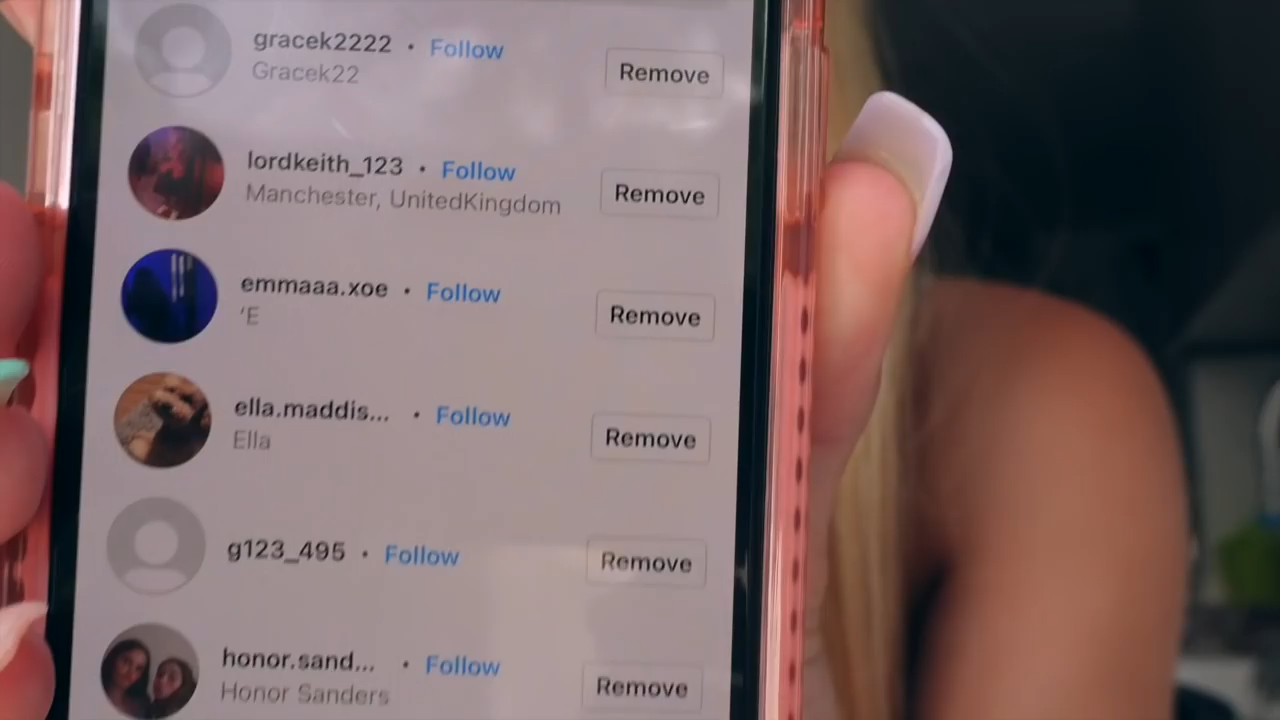 gracek2222 • Follow
Gracek22
Remove
lordkeith_123 • Follow
Manchester, UnitedKingdom
Remove
emmaaa.xoe • Follow
‘E
Remove
ella.maddis... • Follow
Ella
Remove
g123_495 • Follow
Remove
honor.sand... • Follow
Honor Sanders
Remove